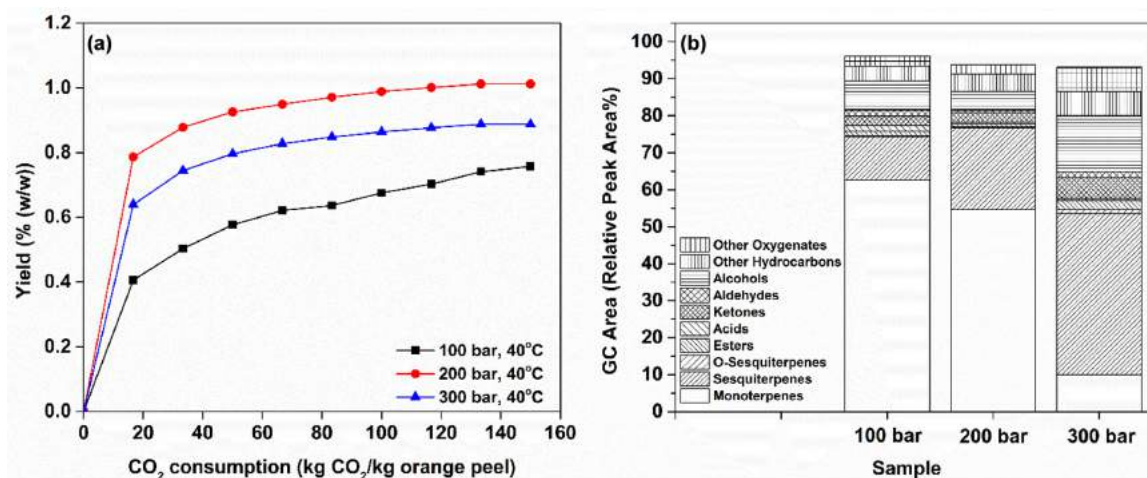 (a)
1.2
1.0
0.8
0.6
0.4
0.2
0.0
Yield (% (w/w))
0 20 40 60 80 100 120 140 160
CO₂ consumption (kg CO₂/kg orange peel)
100 bar, 40°C
200 bar, 40°C
300 bar, 40°C
(b)
100
90
80
70
60
50
40
30
20
10
0
GC Area (Relative Peak Area%)
Other Oxygenates
Other Hydrocarbons
Alcohols
Aldehydes
Ketones
Acids
Esters
O-Sesquiterpenes
Sesquiterpenes
Monoterpenes
100 bar 200 bar 300 bar
Sample